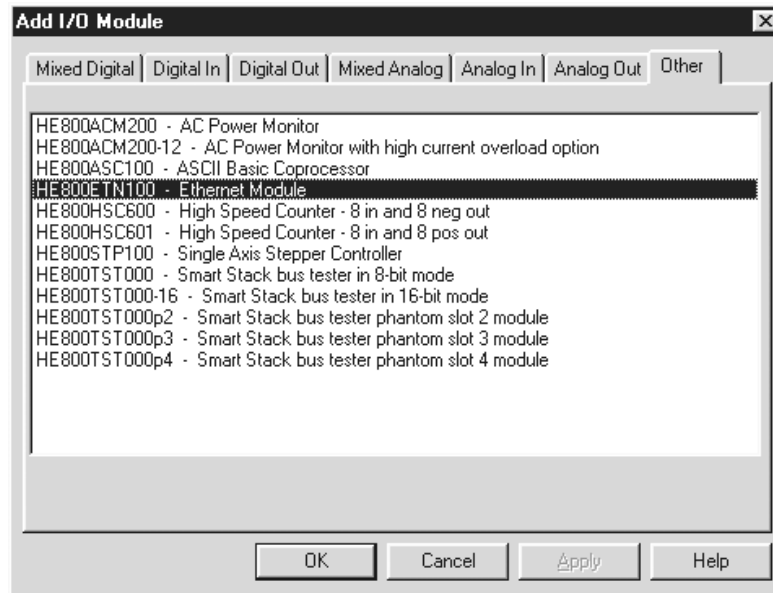 Add I/O Module
Mixed Digital Digital In Digital Out Mixed Analog Analog In Analog Out Other
HE800ACM200 - AC Power Monitor
HE800ACM200-12 - AC Power Monitor with high current overload option
HE800ASC100 - ASCII Basic Coprocessor
HE800ETN100 - Ethernet Module
HE800HSC600 - High Speed Counter - 8 in and 8 neg out
HE800HSC601 - High Speed Counter - 8 in and 8 pos out
HE800STP100 - Single Axis Stepper Controller
HE800TST000 - Smart Stack bus tester in 8-bit mode
HE800TST000-16 - Smart Stack bus tester in 16-bit mode
HE800TST000p2 - Smart Stack bus tester phantom slot 2 module
HE800TST000p3 - Smart Stack bus tester phantom slot 3 module
HE800TST000p4 - Smart Stack bus tester phantom slot 4 module
OK Cancel Apply Help